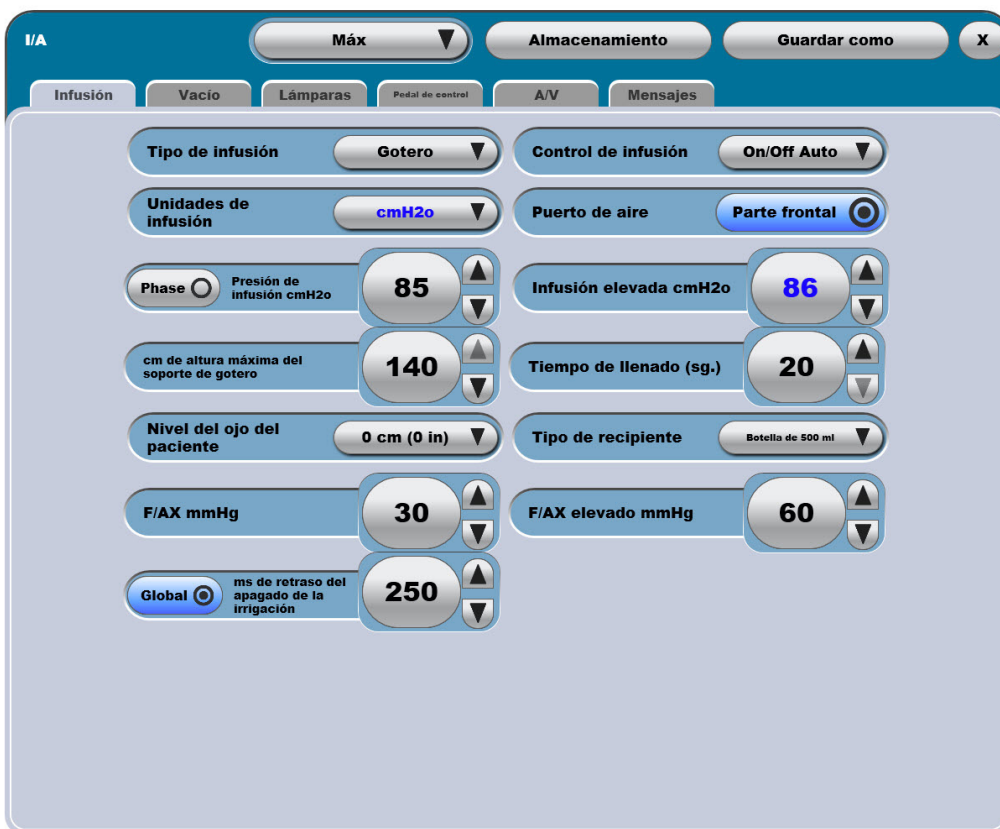 I/A
Máx
Almacenamiento
Guardar como
X
Infusión
Vacío
Lámparas
Pedal de control
A/V
Mensajes
Tipo de infusión
Gotero
Control de infusión
On/Off Auto
Unidades de
infusión
cmH2o
Puerto de aire
Parte frontal
Phase
Presión de
infusión cmH2o
85
Infusión elevada cmH2o
86
cm de altura máxima del
soporte de gotero
140
Tiempo de llenado (sg.)
20
Nivel del ojo del
paciente
0 cm (0 in)
Tipo de recipiente
Botella de 500 ml
F/AX mmHg
30
F/AX elevado mmHg
60
Global
ms de retraso del
apagado de la
irrigación
250